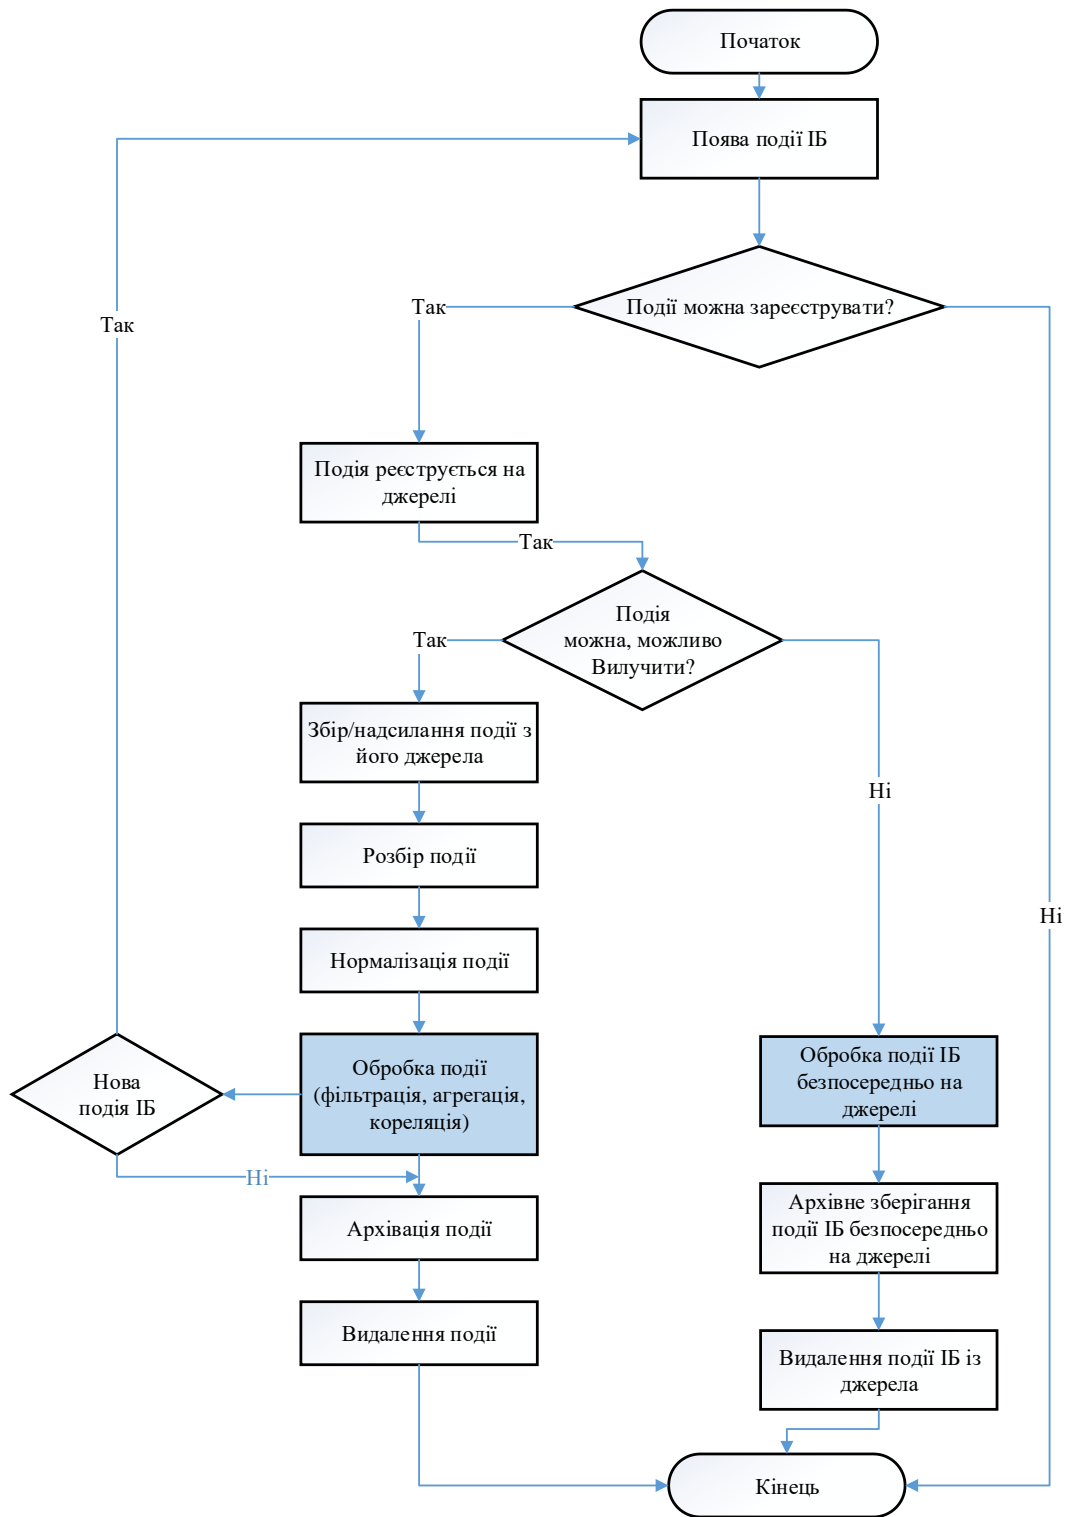 Початок
Поява події ІБ
Так
Події можна зареєструвати?
Так
Подія реєструється на
джерелі
Так
Подія
можна, можливо
Вилучити?
Так
Збір/надсилання події з
його джерела
Ні
Розбір події
Ні
Нормалізація події
Нова
подія ІБ
Обробка події
(фільтрація, агрегація,
кореляція)
Обробка події ІБ
безпосередньо на
джерелі
Ні
Архівація події
Архівне зберігання
події ІБ безпосередньо
на джерелі
Видалення події
Видалення події ІБ із
джерела
Кінець